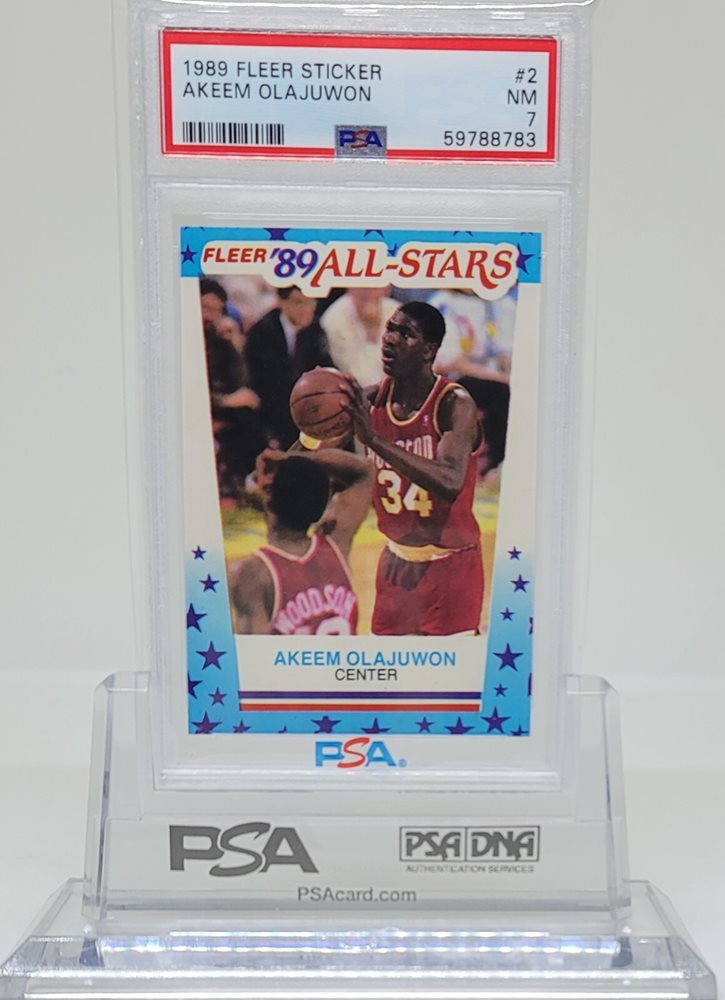 1989 FLEER STICKER #2
AKEEM OLAJUWON NM
7
PSA 59788783
FLEER '89 ALL-STARS
34
WOODSON
AKEEM OLAJUWON
CENTER
PSA®
PSA PSA DNA
AUTHENTICATION SERVICES
PSAcard.com